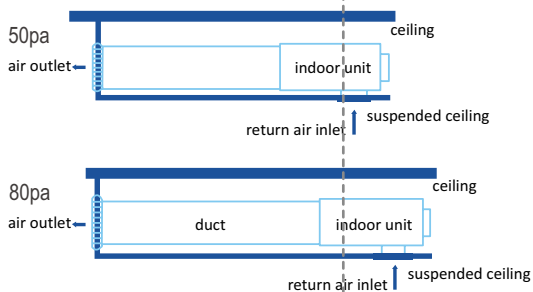 50pa
ceiling
air outlet
indoor unit
return air inlet
suspended ceiling
80pa
ceiling
air outlet
duct
indoor unit
return air inlet
suspended ceiling